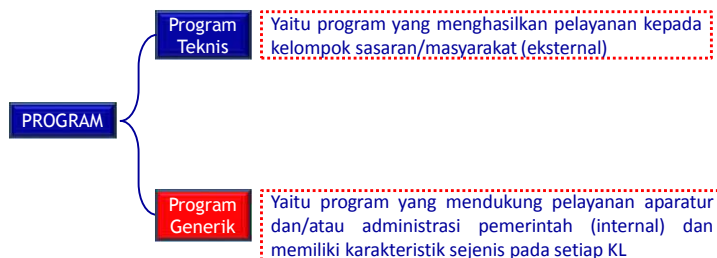 Program
Teknis
Yaitu program yang menghasilkan pelayanan kepada
kelompok sasaran/masyarakat (eksternal)
PROGRAM
Program
Generik
Yaitu program yang mendukung pelayanan aparatur
dan/atau administrasi pemerintah (internal) dan
memiliki karakteristik sejenis pada setiap KL